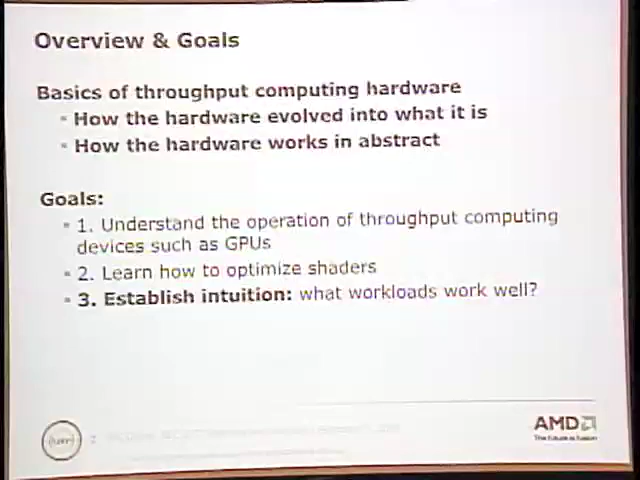 Overview & Goals
Basics of throughput computing hardware
How the hardware evolved into what it is
How the hardware works in abstract
Goals:
1. Understand the operation of throughput computing
devices such as GPUs
2. Learn how to optimize shaders
3. Establish intuition: what workloads work well?
AMD
The future is fusion